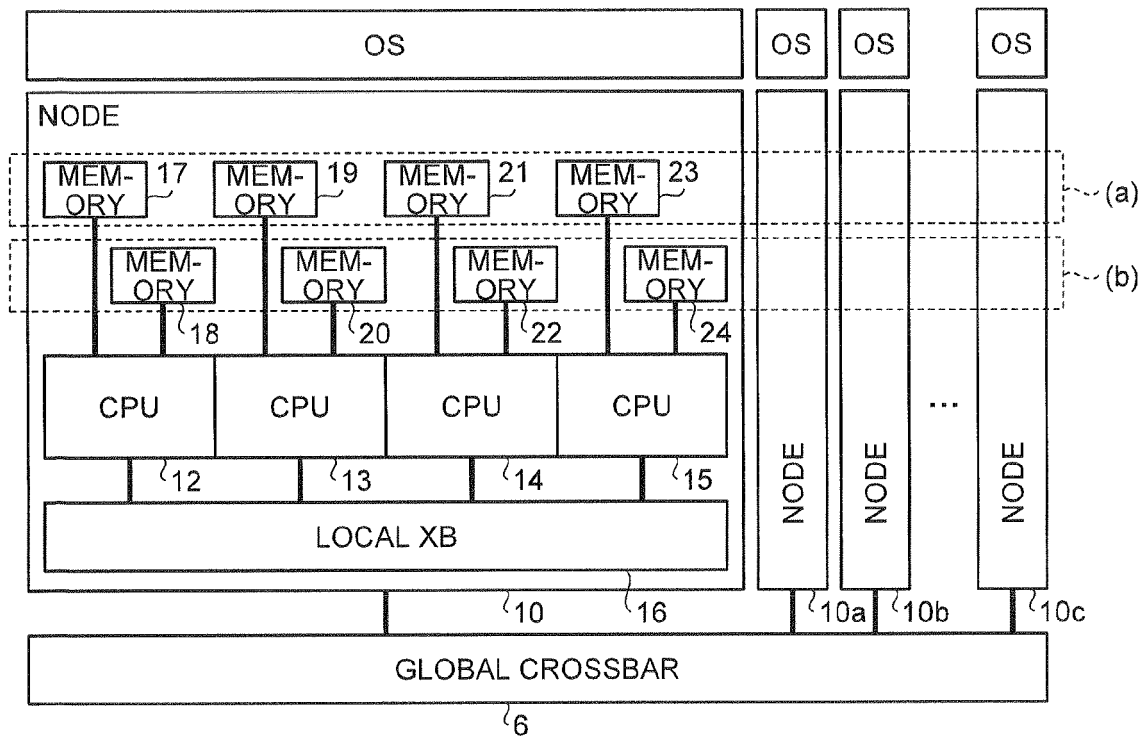 OS OS OS OS
NODE
MEM- 17 MEM- 19 MEM- 21 MEM- 23
ORY ORY ORY ORY
(a)
MEM- MEM- MEM- MEM-
ORY ORY ORY ORY
(b)
18 20 22 24
CPU CPU CPU CPU
...
12 13 14 15
NODE NODE NODE
LOCAL XB
10 16 10a 10b 10c
GLOBAL CROSSBAR
6